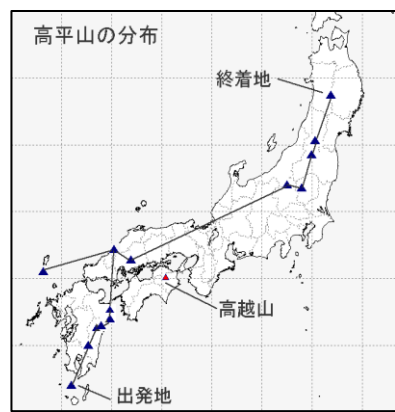 高平山の分布
終着地
高越山
出発地